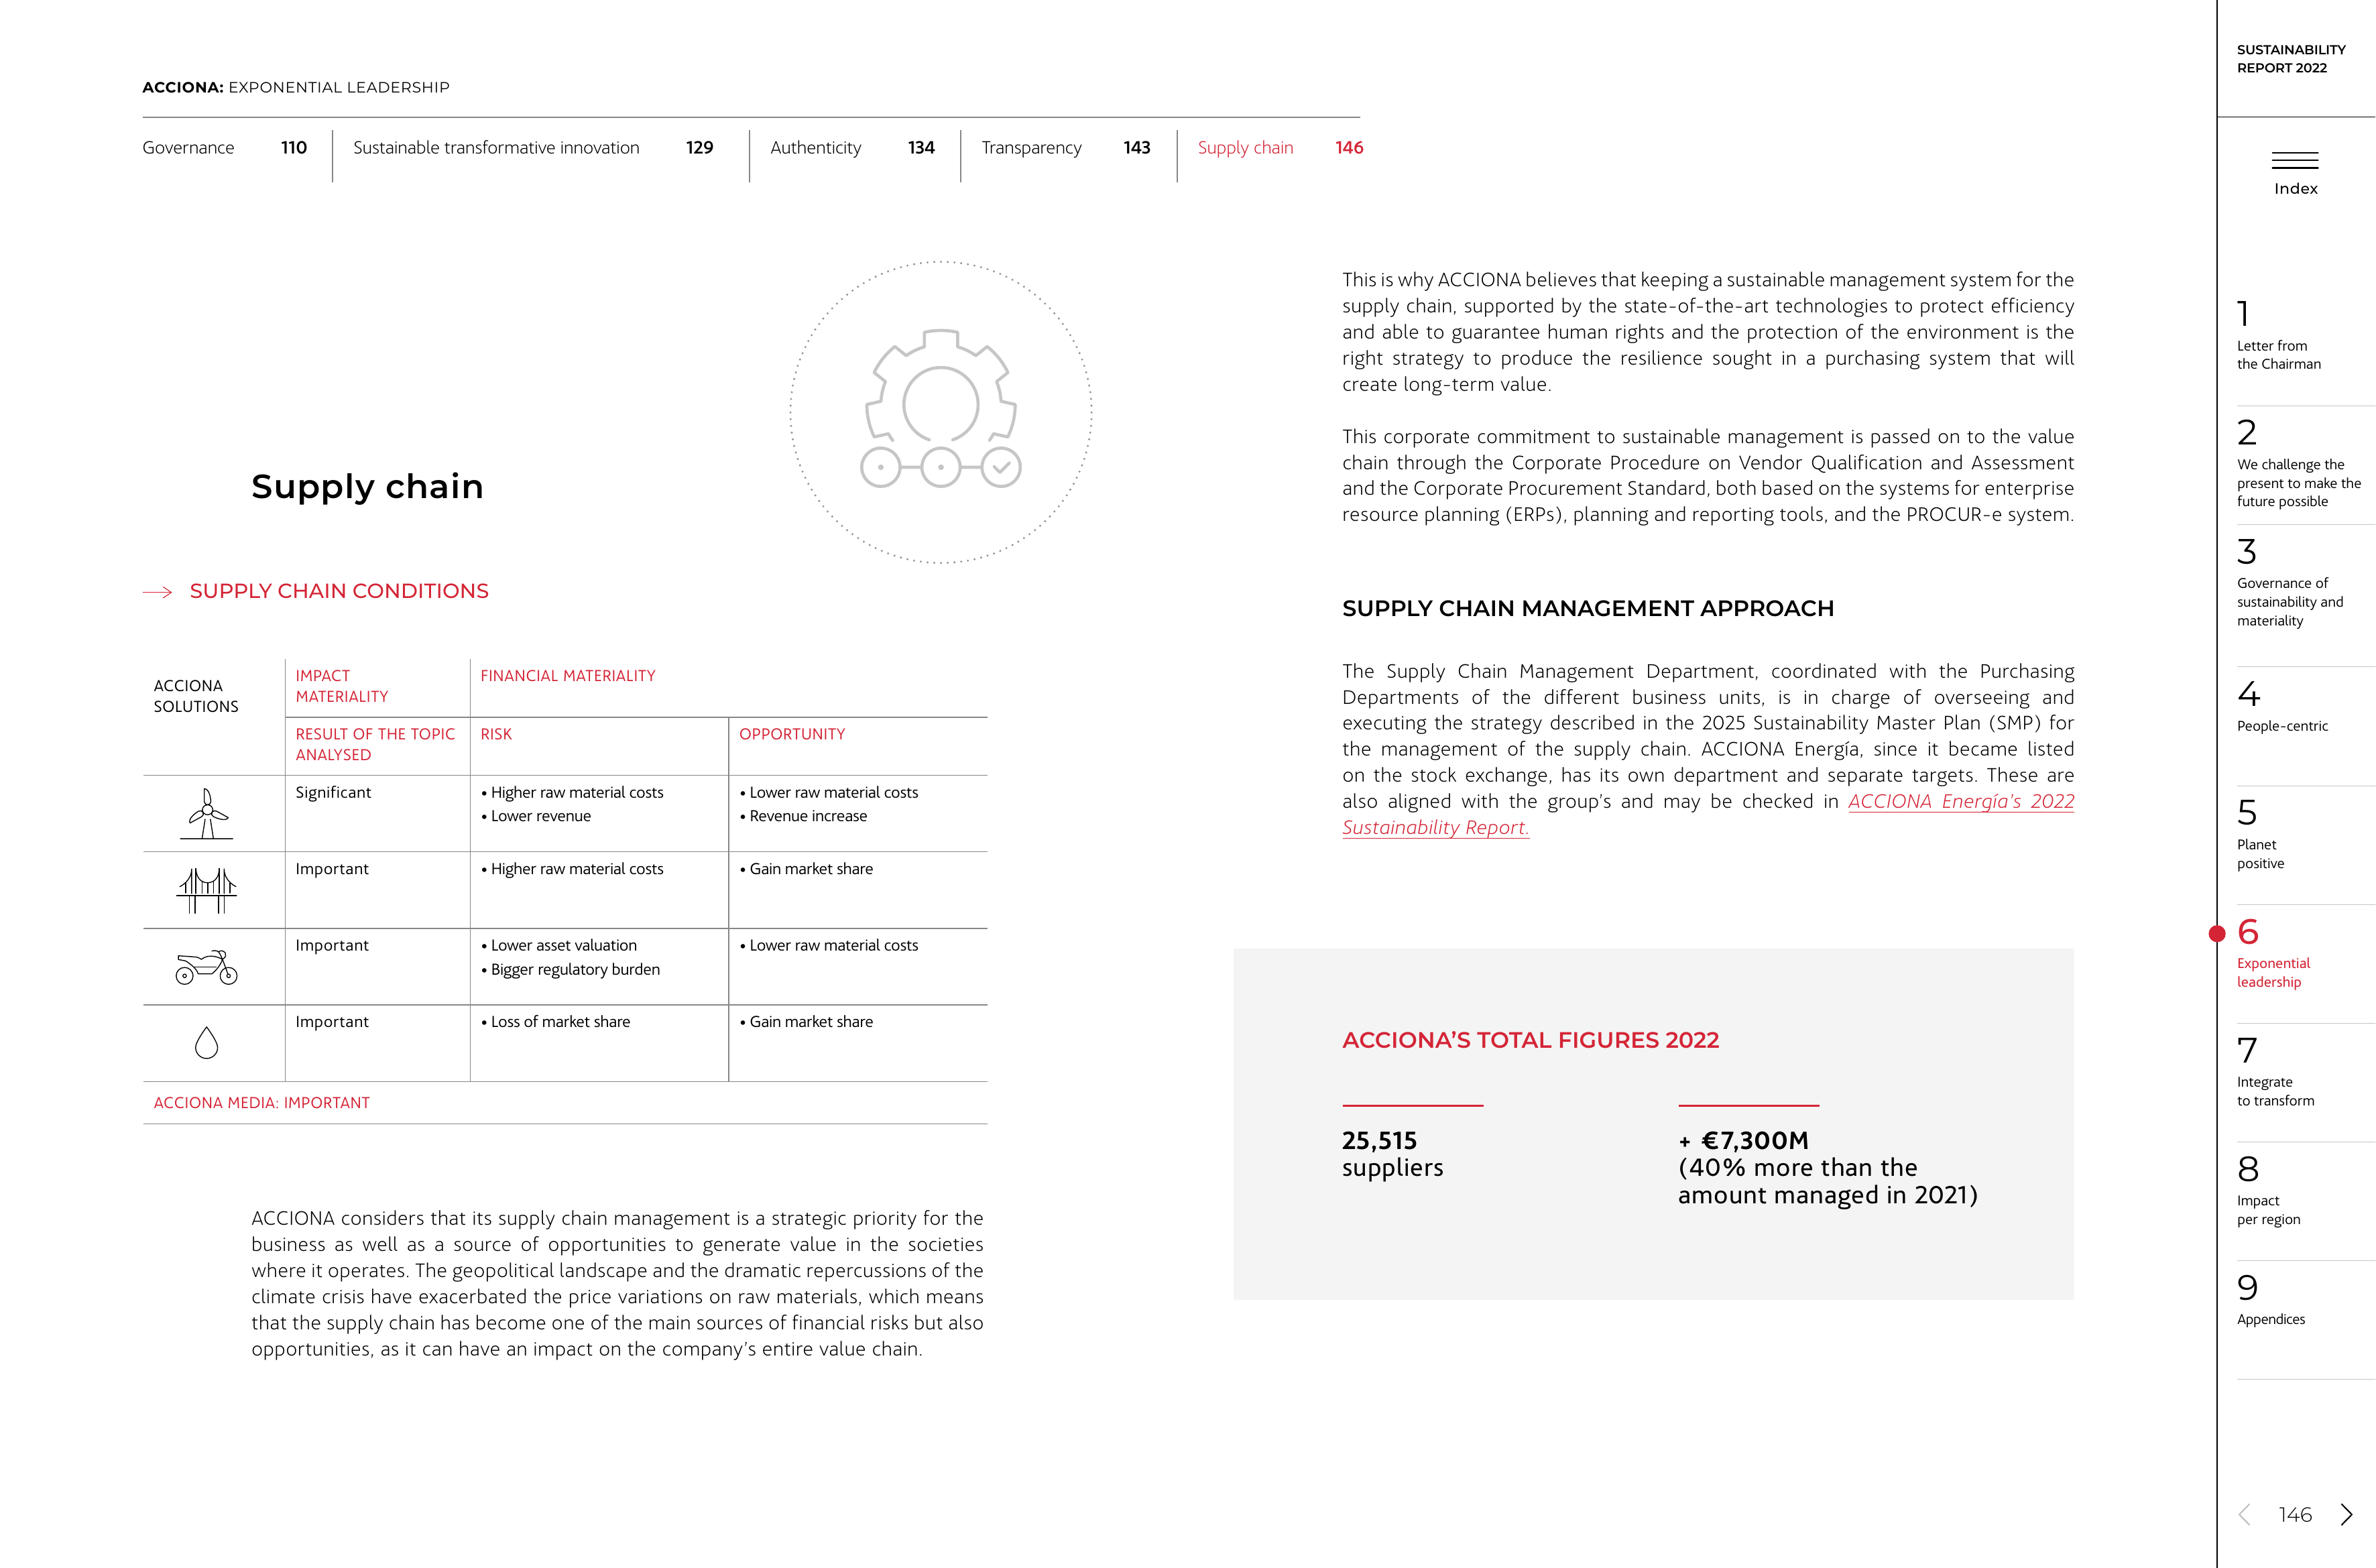 ACCIONA: EXPONENTIAL LEADERSHIP
Governance 110
Sustainable transformative innovation 129
Authenticity 134
Transparency 143
Supply chain 146
Supply chain
SUPPLY CHAIN CONDITIONS
ACCIONA
SOLUTIONS
IMPACT
MATERIALITY
FINANCIAL MATERIALITY
RESULT OF THE TOPIC
ANALYSED
RISK
OPPORTUNITY
Significant
• Higher raw material costs
• Lower revenue
• Lower raw material costs
• Revenue increase
Important
• Higher raw material costs
• Gain market share
Important
• Lower asset valuation
• Bigger regulatory burden
• Lower raw material costs
Important
• Loss of market share
• Gain market share
ACCIONA MEDIA: IMPORTANT
ACCIONA considers that its supply chain management is a strategic priority for the
business as well as a source of opportunities to generate value in the societies
where it operates. The geopolitical landscape and the dramatic repercussions of the
climate crisis have exacerbated the price variations on raw materials, which means
that the supply chain has become one of the main sources of financial risks but also
opportunities, as it can have an impact on the company's entire value chain.
This is why ACCIONA believes that keeping a sustainable management system for the
supply chain, supported by the state-of-the-art technologies to protect efficiency
and able to guarantee human rights and the protection of the environment is the
right strategy to produce the resilience sought in a purchasing system that will
create long-term value.
This corporate commitment to sustainable management is passed on to the value
chain through the Corporate Procedure on Vendor Qualification and Assessment
and the Corporate Procurement Standard, both based on the systems for enterprise
resource planning (ERPs), planning and reporting tools, and the PROCUR-e system.
SUPPLY CHAIN MANAGEMENT APPROACH
The Supply Chain Management Department, coordinated with the Purchasing
Departments of the different business units, is in charge of overseeing and
executing the strategy described in the 2025 Sustainability Master Plan (SMP) for
the management of the supply chain. ACCIONA Energía, since it became listed
on the stock exchange, has its own department and separate targets. These are
also aligned with the group's and may be checked in ACCIONA Energía's 2022
Sustainability Report.
ACCIONA'S TOTAL FIGURES 2022
25,515
suppliers
+ €7,300M
(40% more than the
amount managed in 2021)
SUSTAINABILITY
REPORT 2022
Index
1
Letter from
the Chairman
2
We challenge the
present to make the
future possible
3
Governance of
sustainability and
materiality
4
People-centric
5
Planet
positive
6
Exponential
leadership
7
Integrate
to transform
8
Impact
per region
9
Appendices
146